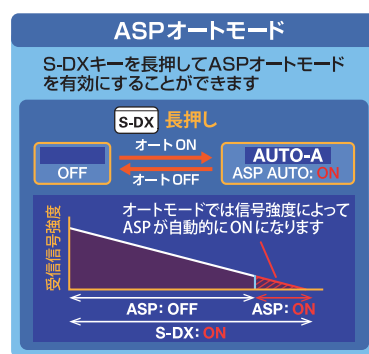 ASPオートモード
S-DXキーを長押してASPオートモード
を有効にすることができます
S-DX 長押し
オートON
オートOFF
OFF
AUTO-A
ASP AUTO: ON
受信信号強度
オートモードでは信号強度によって
ASPが自動的にONになります
ASP: OFF
ASP: ON
S-DX: ON